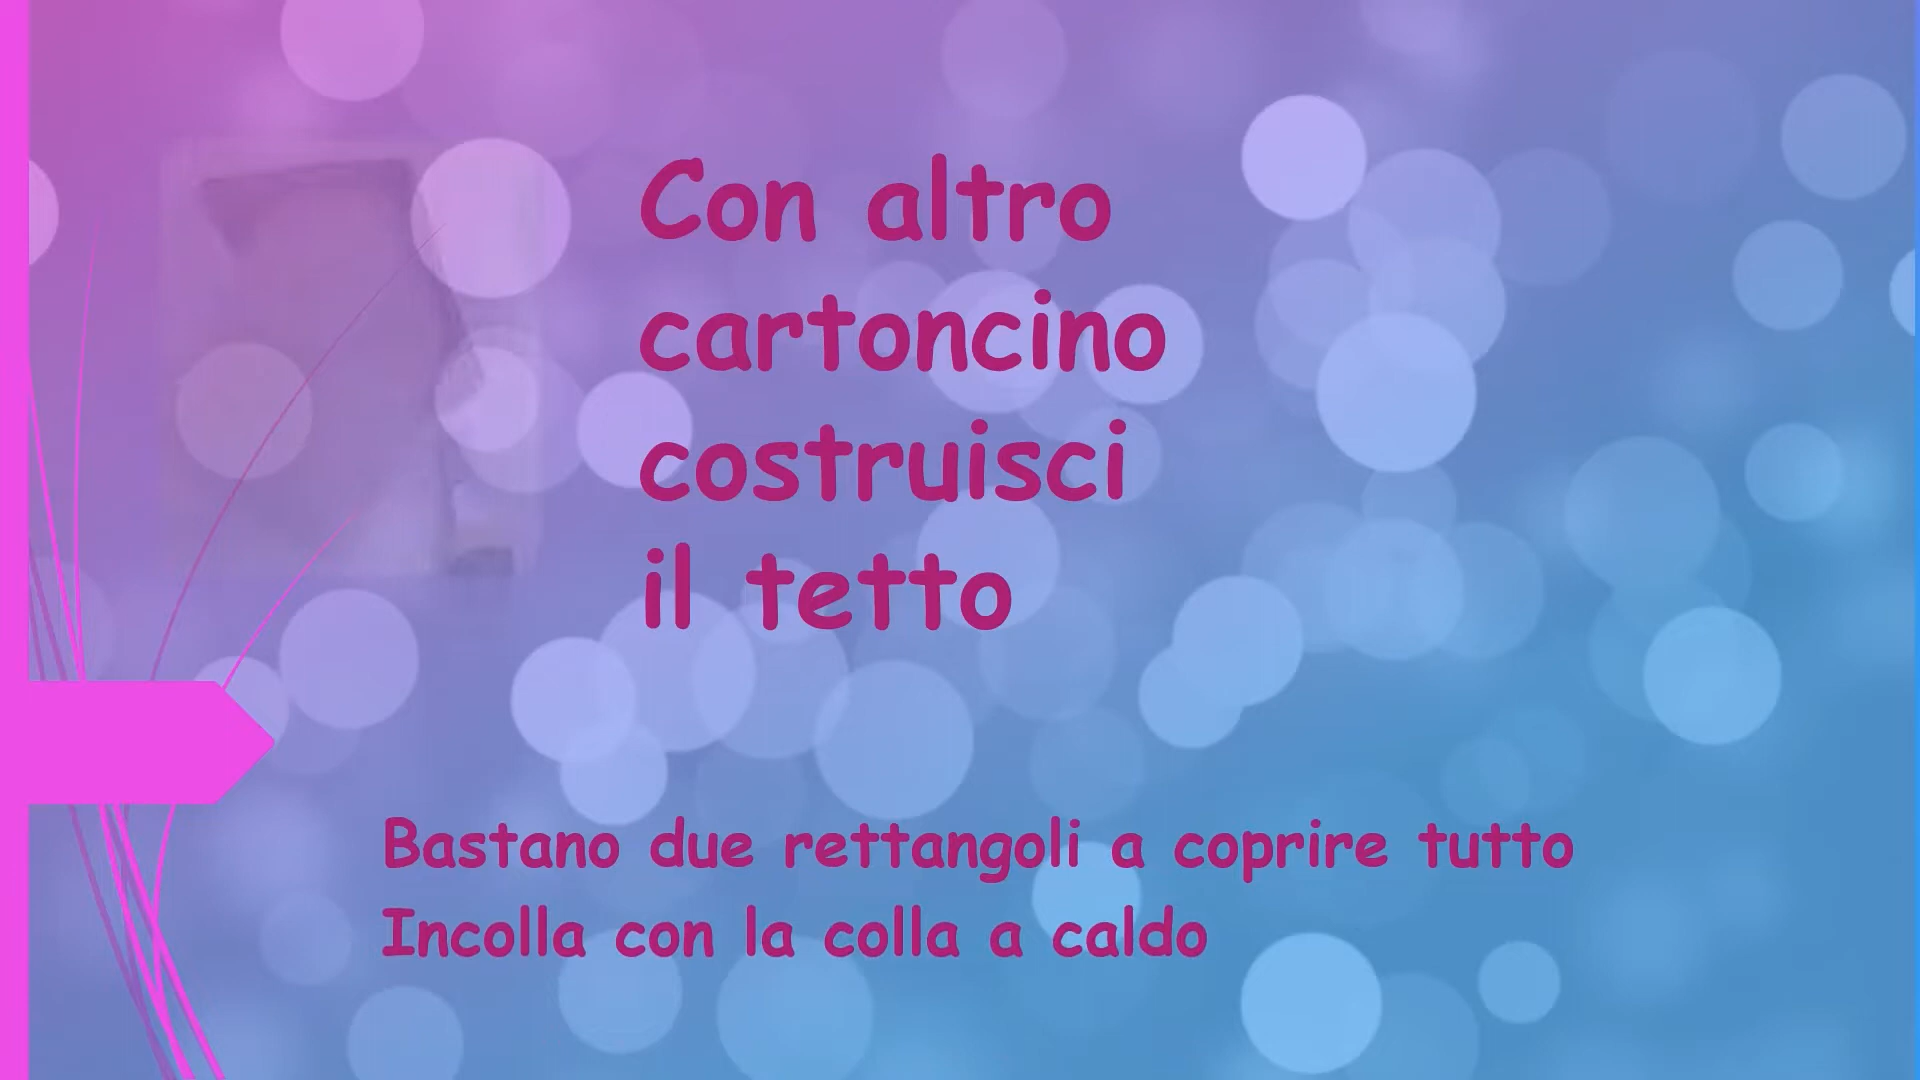 Con altro
cartoncino
costruisci
il tetto
Bastano due rettangoli a coprire tutto
Incolla con la colla a caldo